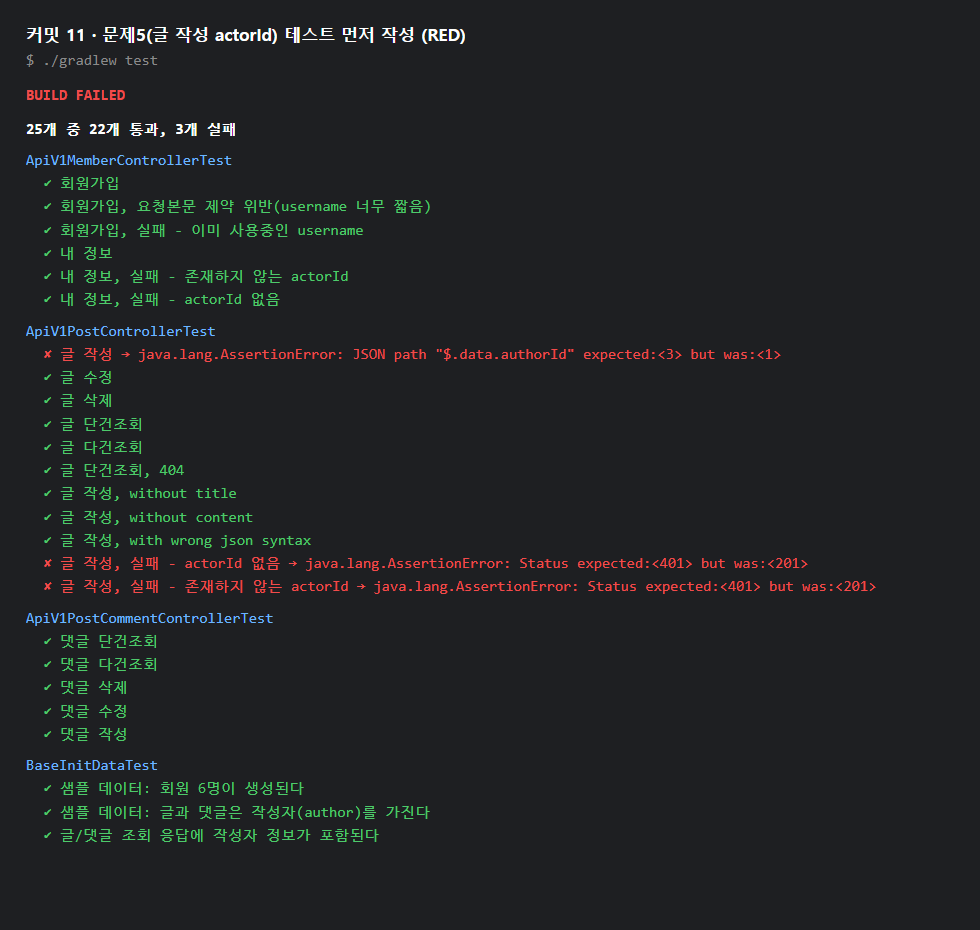 커밋 11 · 문제5(글 작성 actorId) 테스트 먼저 작성 (RED)
$ ./gradlew test
BUILD FAILED
25개 중 22개 통과, 3개 실패
ApiV1MemberControllerTest
✔ 회원가입
✔ 회원가입, 요청본문 제약 위반(username 너무 짧음)
✔ 회원가입, 실패 - 이미 사용중인 username
✔ 내 정보
✔ 내 정보, 실패 - 존재하지 않는 actorId
✔ 내 정보, 실패 - actorId 없음
ApiV1PostControllerTest
✘ 글 작성 → java.lang.AssertionError: JSON path "$.data.authorId" expected:<3> but was:<1>
✔ 글 수정
✔ 글 삭제
✔ 글 단건조회
✔ 글 다건조회
✔ 글 단건조회, 404
✔ 글 작성, without title
✔ 글 작성, without content
✔ 글 작성, with wrong json syntax
✘ 글 작성, 실패 - actorId 없음 → java.lang.AssertionError: Status expected:<401> but was:<201>
✘ 글 작성, 실패 - 존재하지 않는 actorId → java.lang.AssertionError: Status expected:<401> but was:<201>
ApiV1PostCommentControllerTest
✔ 댓글 단건조회
✔ 댓글 다건조회
✔ 댓글 삭제
✔ 댓글 수정
✔ 댓글 작성
BaseInitDataTest
✔ 샘플 데이터: 회원 6명이 생성된다
✔ 샘플 데이터: 글과 댓글은 작성자(author)를 가진다
✔ 글/댓글 조회 응답에 작성자 정보가 포함된다